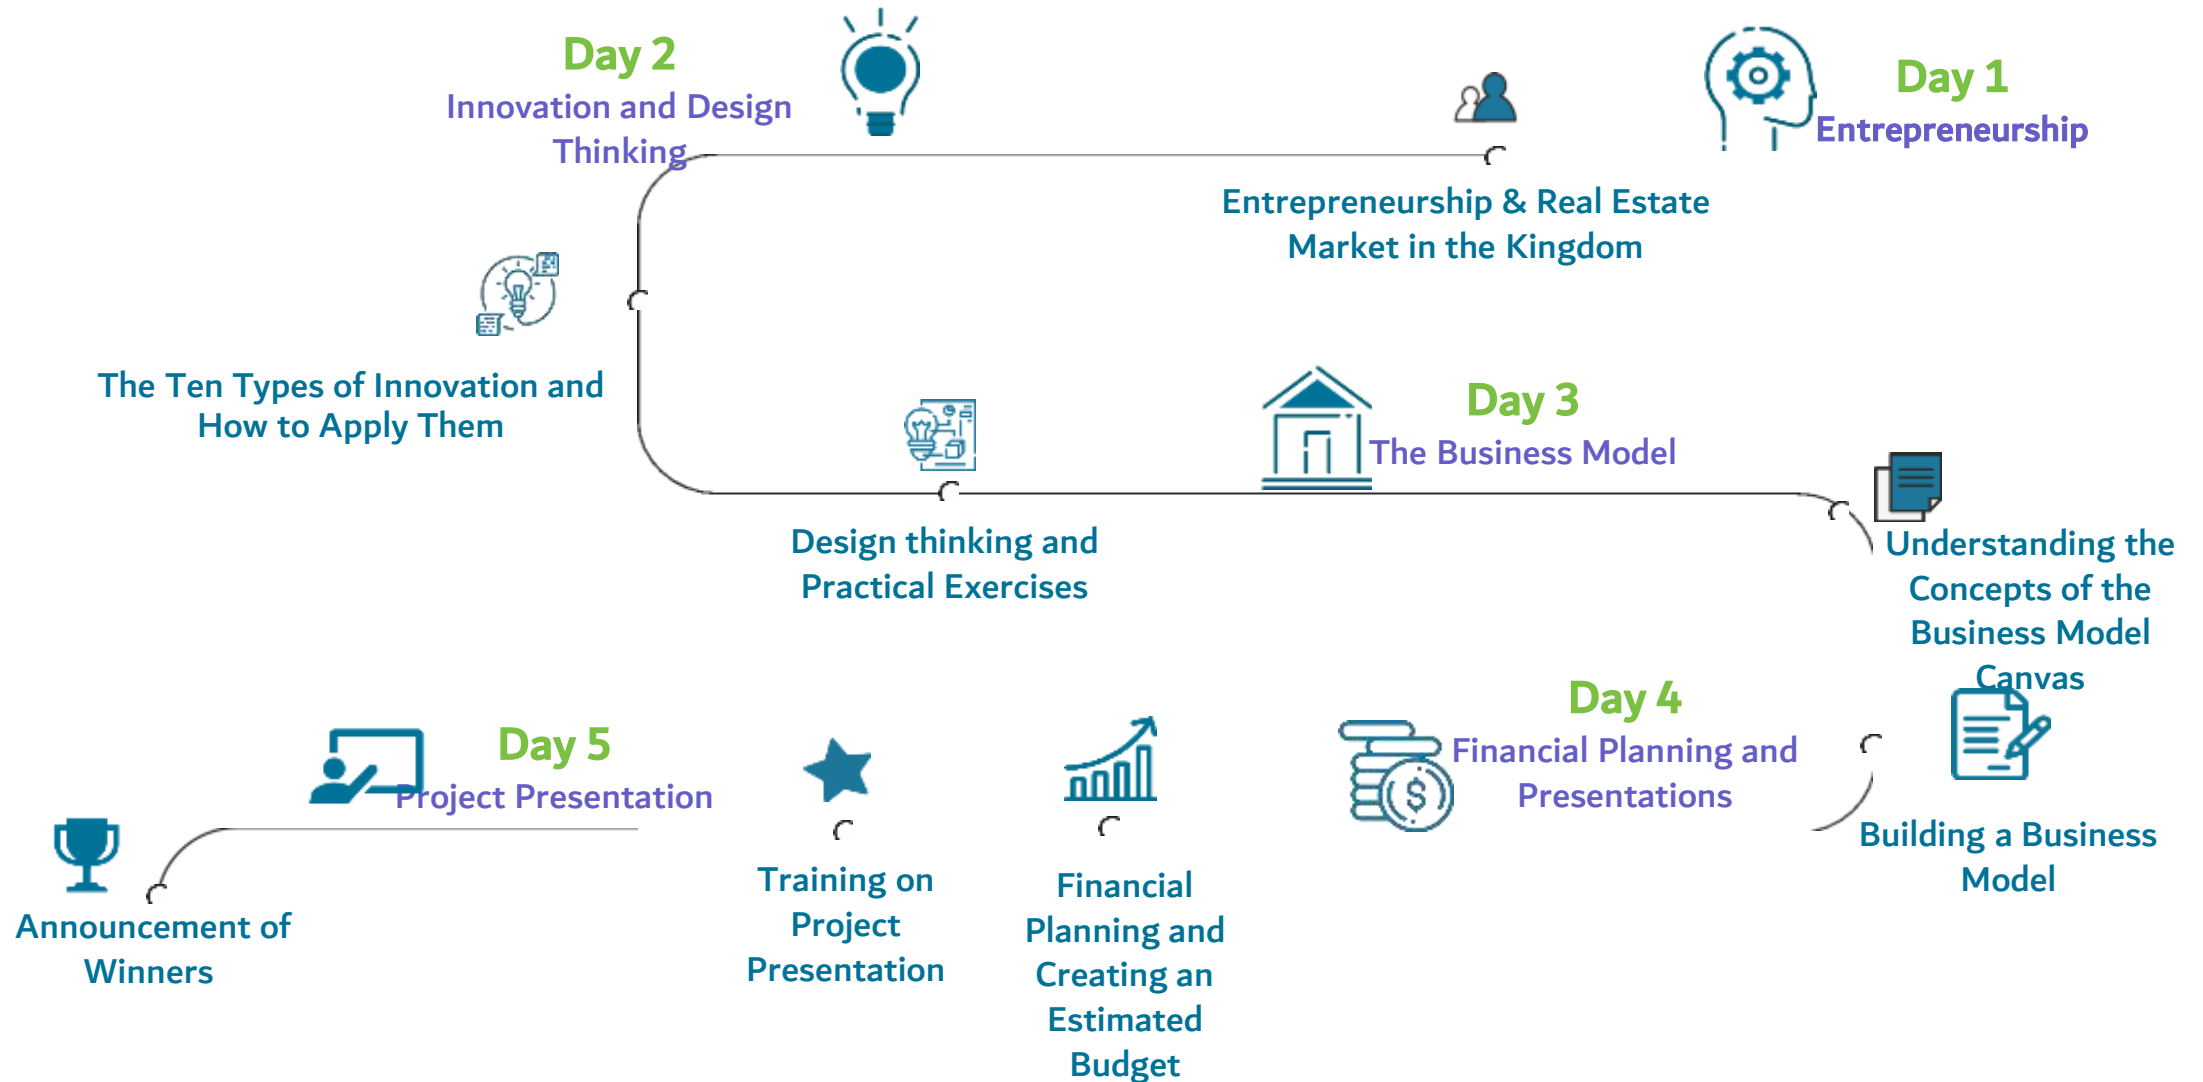 Day 1
Entrepreneurship
Entrepreneurship & Real Estate
Market in the Kingdom
Day 2
Innovation and Design
Thinking
The Ten Types of Innovation and
How to Apply Them
Design thinking and
Practical Exercises
Day 3
The Business Model
Understanding the
Concepts of the
Business Model
Canvas
Building a Business
Model
Day 4
Financial Planning and
Presentations
Financial
Planning and
Creating an
Estimated
Budget
Training on
Project
Presentation
Day 5
Project Presentation
Announcement of
Winners